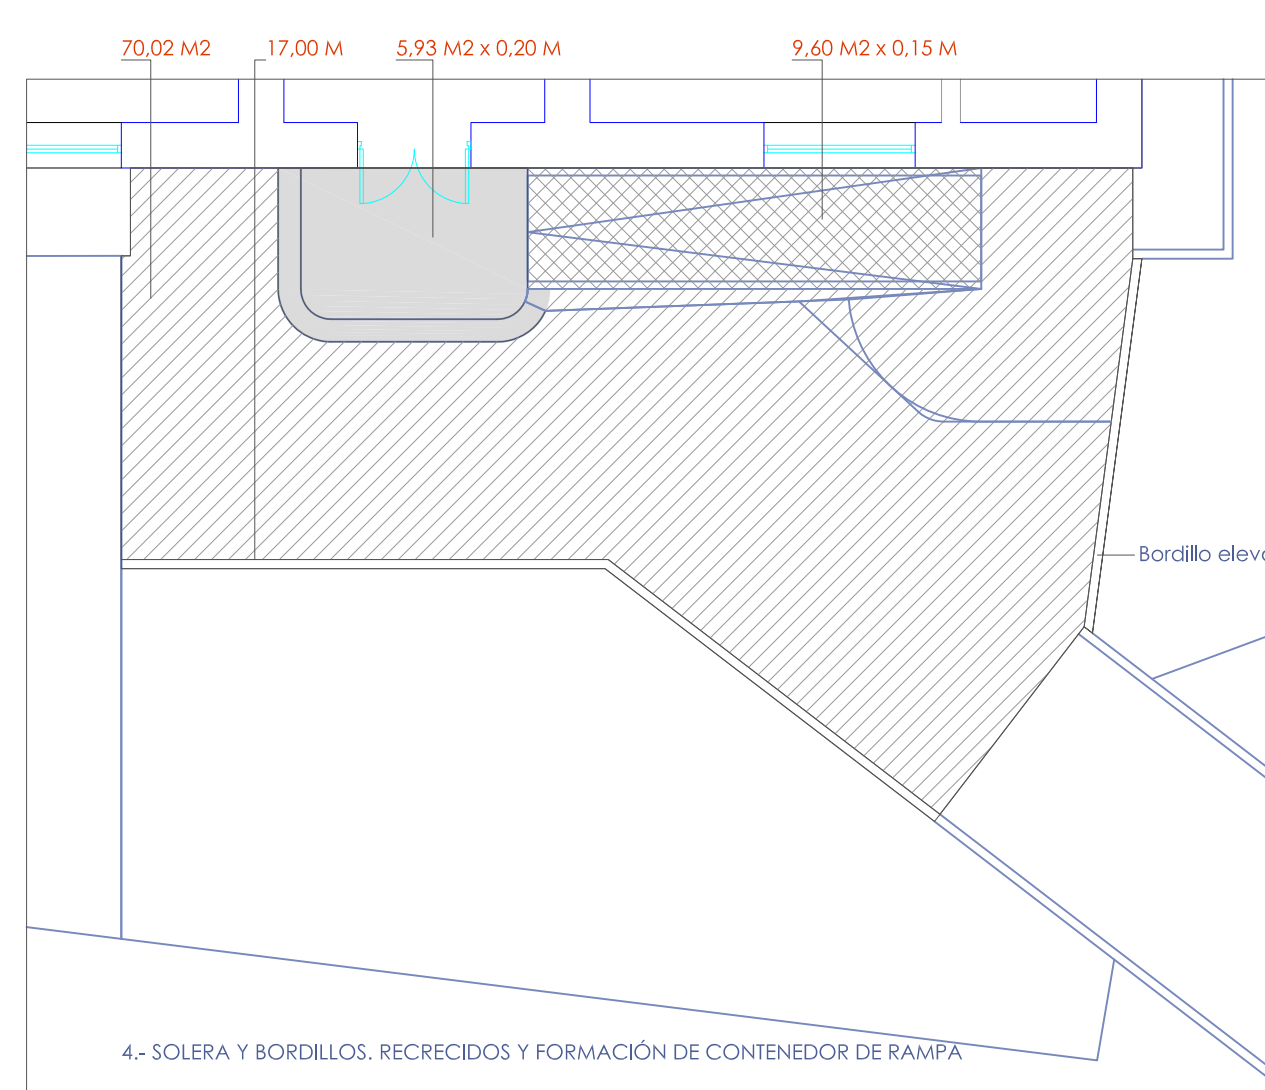 70,02 M2
17,00 M
5,93 M2 x 0,20 M
9,60 M2 x 0,15 M
Bordillo
4.- SOLERA Y BORDILLOS. RECRECIDOS Y FORMACIÓN DE CONTENEDOR DE RAMPA